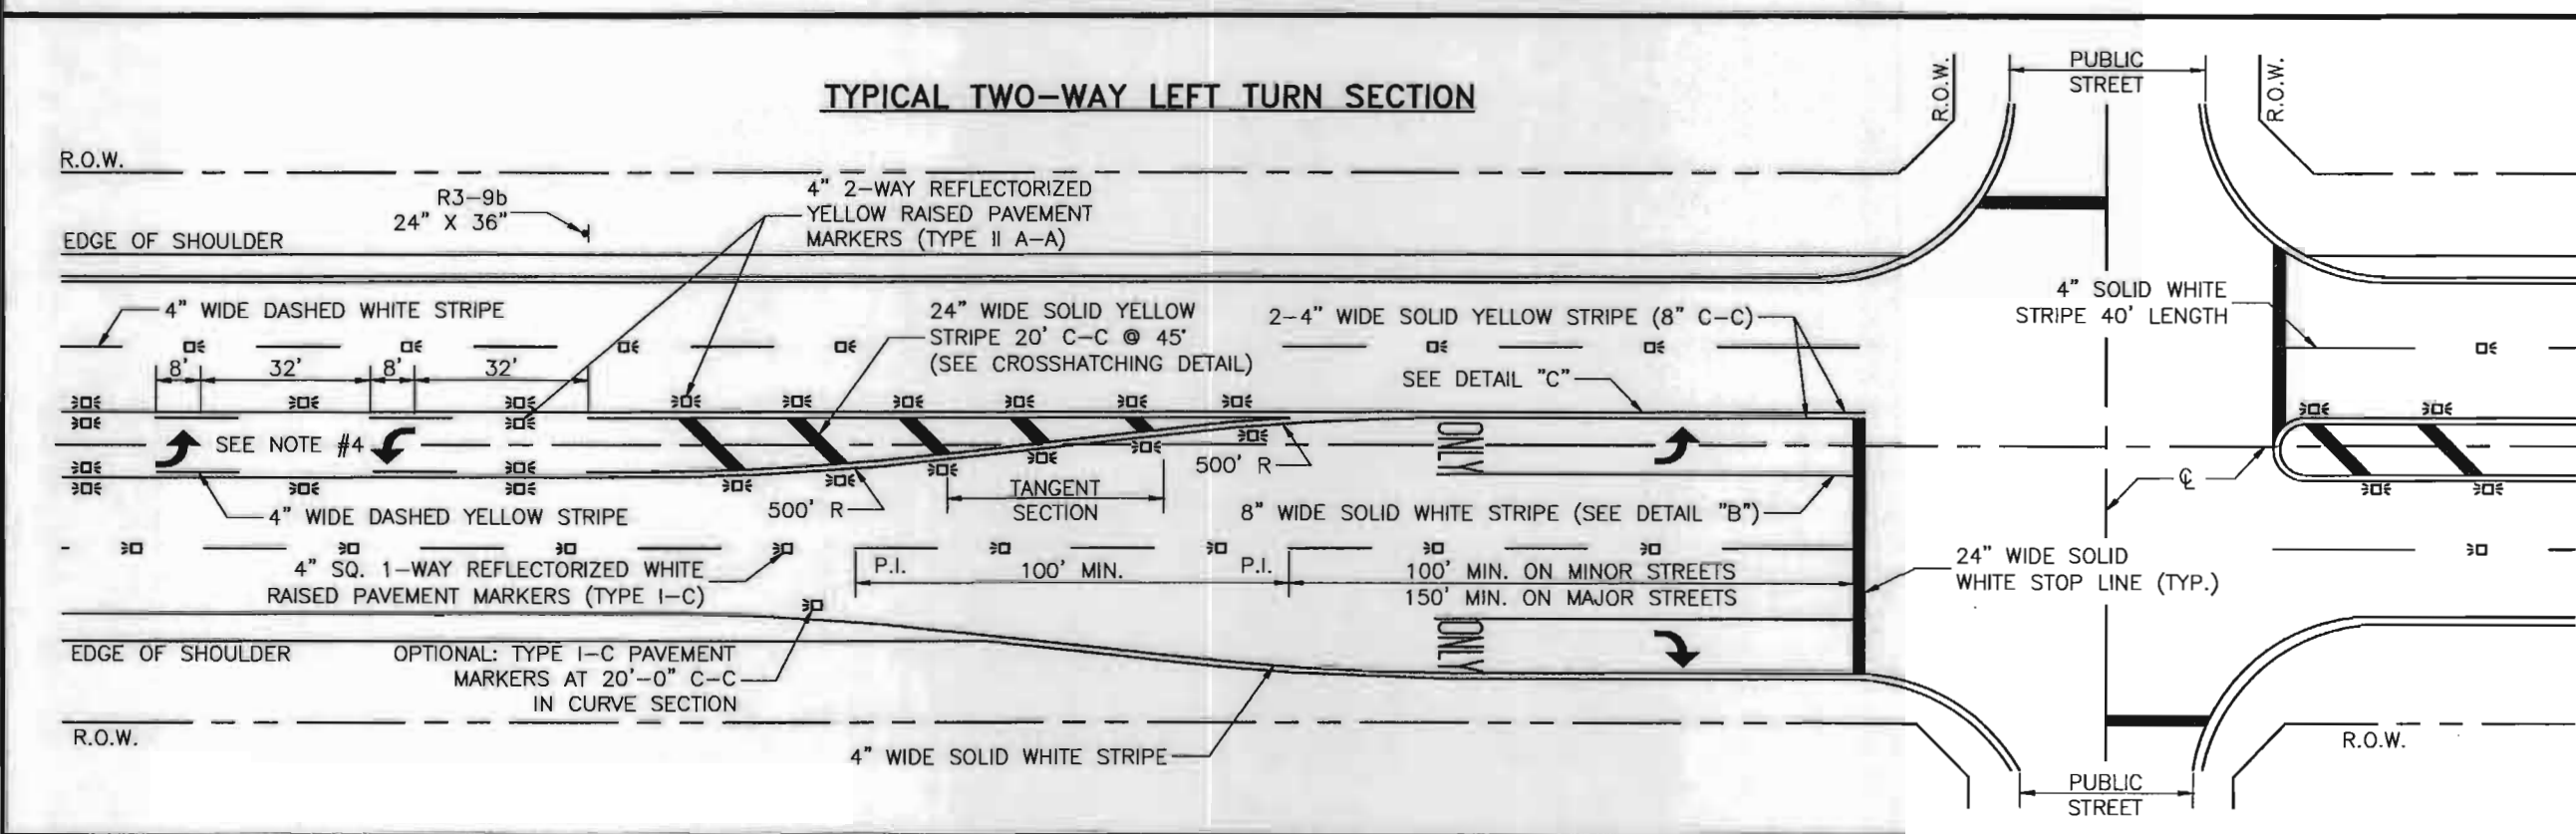 TYPICAL TWO-WAY LEFT TURN SECTION
PUBLIC
STREET
R.O.W.
R.O.W.
R.O.W.
R3-9b
24" X 36"
4" 2-WAY REFLECTORIZED
YELLOW RAISED PAVEMENT
MARKERS (TYPE II A-A)
EDGE OF SHOULDER
4" WIDE DASHED WHITE STRIPE
24" WIDE SOLID YELLOW
STRIPE 20' C-C @ 45°
(SEE CROSSHATCHING DETAIL)
2-4" WIDE SOLID YELLOW STRIPE (8" C-C)
4" SOLID WHITE
STRIPE 40' LENGTH
8'
32'
8'
32'
SEE DETAIL "C"
SEE NOTE #4
ONLY
500' R
TANGENT
SECTION
500' R
℄
4" WIDE DASHED YELLOW STRIPE
8" WIDE SOLID WHITE STRIPE (SEE DETAIL "B")
4" SQ. 1-WAY REFLECTORIZED WHITE
RAISED PAVEMENT MARKERS (TYPE I-C)
P.I.
100' MIN.
P.I.
100' MIN. ON MINOR STREETS
150' MIN. ON MAJOR STREETS
24" WIDE SOLID
WHITE STOP LINE (TYP.)
EDGE OF SHOULDER
OPTIONAL: TYPE I-C PAVEMENT
MARKERS AT 20'-0" C-C
IN CURVE SECTION
ONLY
R.O.W.
4" WIDE SOLID WHITE STRIPE
R.O.W.
PUBLIC
STREET